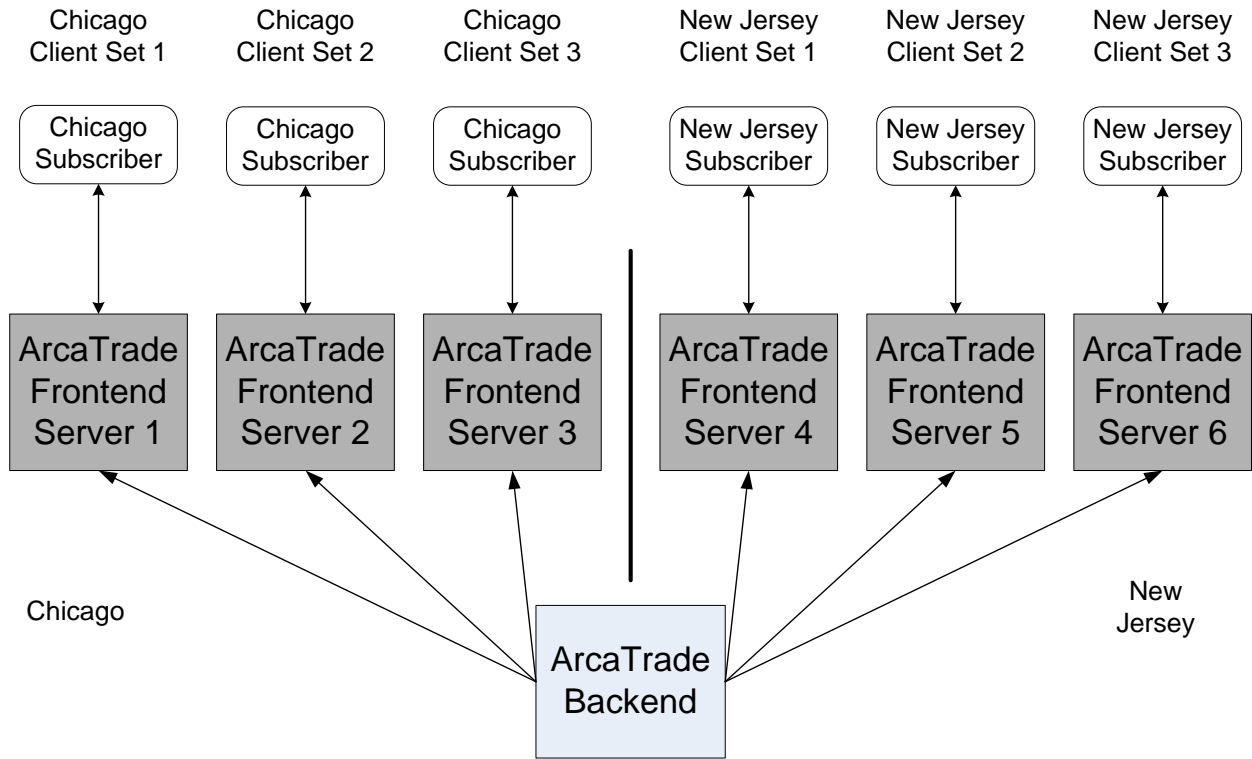 Chicago
Client Set 1
Chicago
Client Set 2
Chicago
Client Set 3
New Jersey
Client Set 1
New Jersey
Client Set 2
New Jersey
Client Set 3
Chicago
Subscriber
Chicago
Subscriber
Chicago
Subscriber
New Jersey
Subscriber
New Jersey
Subscriber
New Jersey
Subscriber
ArcaTrade
Frontend
Server 1
ArcaTrade
Frontend
Server 2
ArcaTrade
Frontend
Server 3
ArcaTrade
Frontend
Server 4
ArcaTrade
Frontend
Server 5
ArcaTrade
Frontend
Server 6
Chicago
New
Jersey
ArcaTrade
Backend